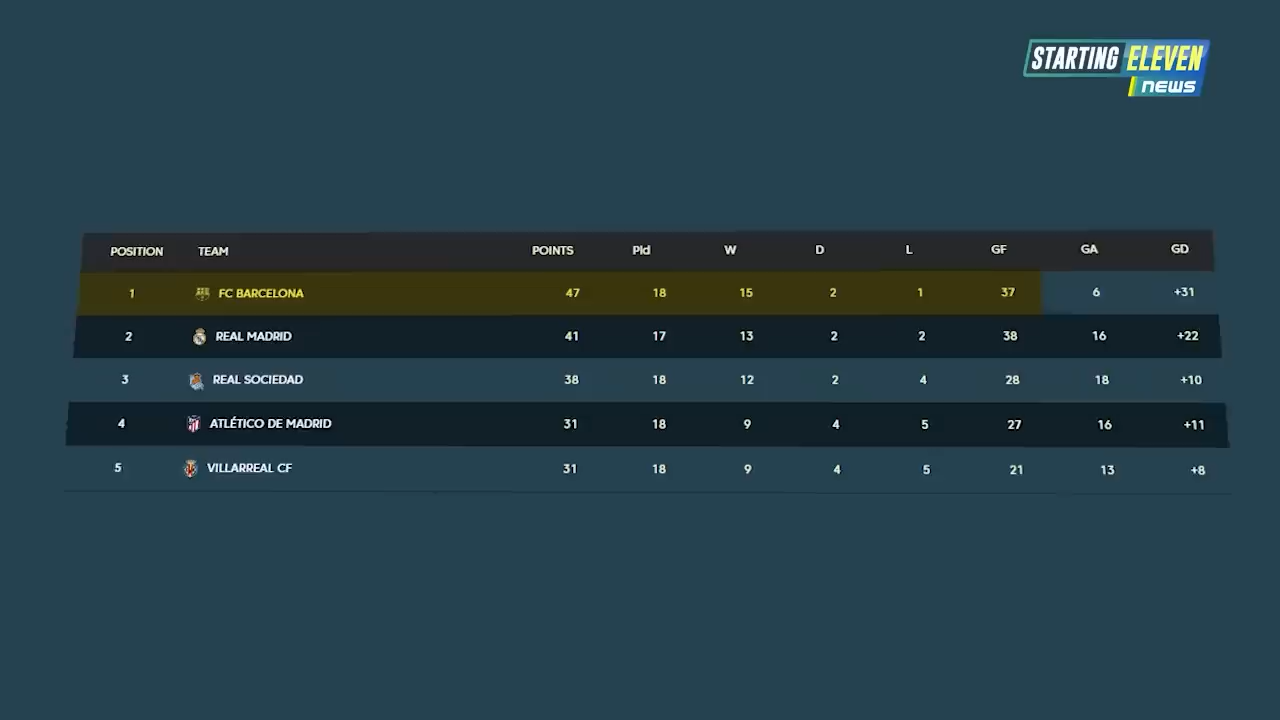 STARTING ELEVEN
news
POSITION TEAM POINTS Pld W D L GF GA GD
1 FC BARCELONA 47 18 15 2 1 37 6 +31
2 REAL MADRID 41 17 13 2 2 38 16 +22
3 REAL SOCIEDAD 38 18 12 2 4 28 18 +10
4 ATLÉTICO DE MADRID 31 18 9 4 5 27 16 +11
5 VILLARREAL CF 31 18 9 4 5 21 13 +8